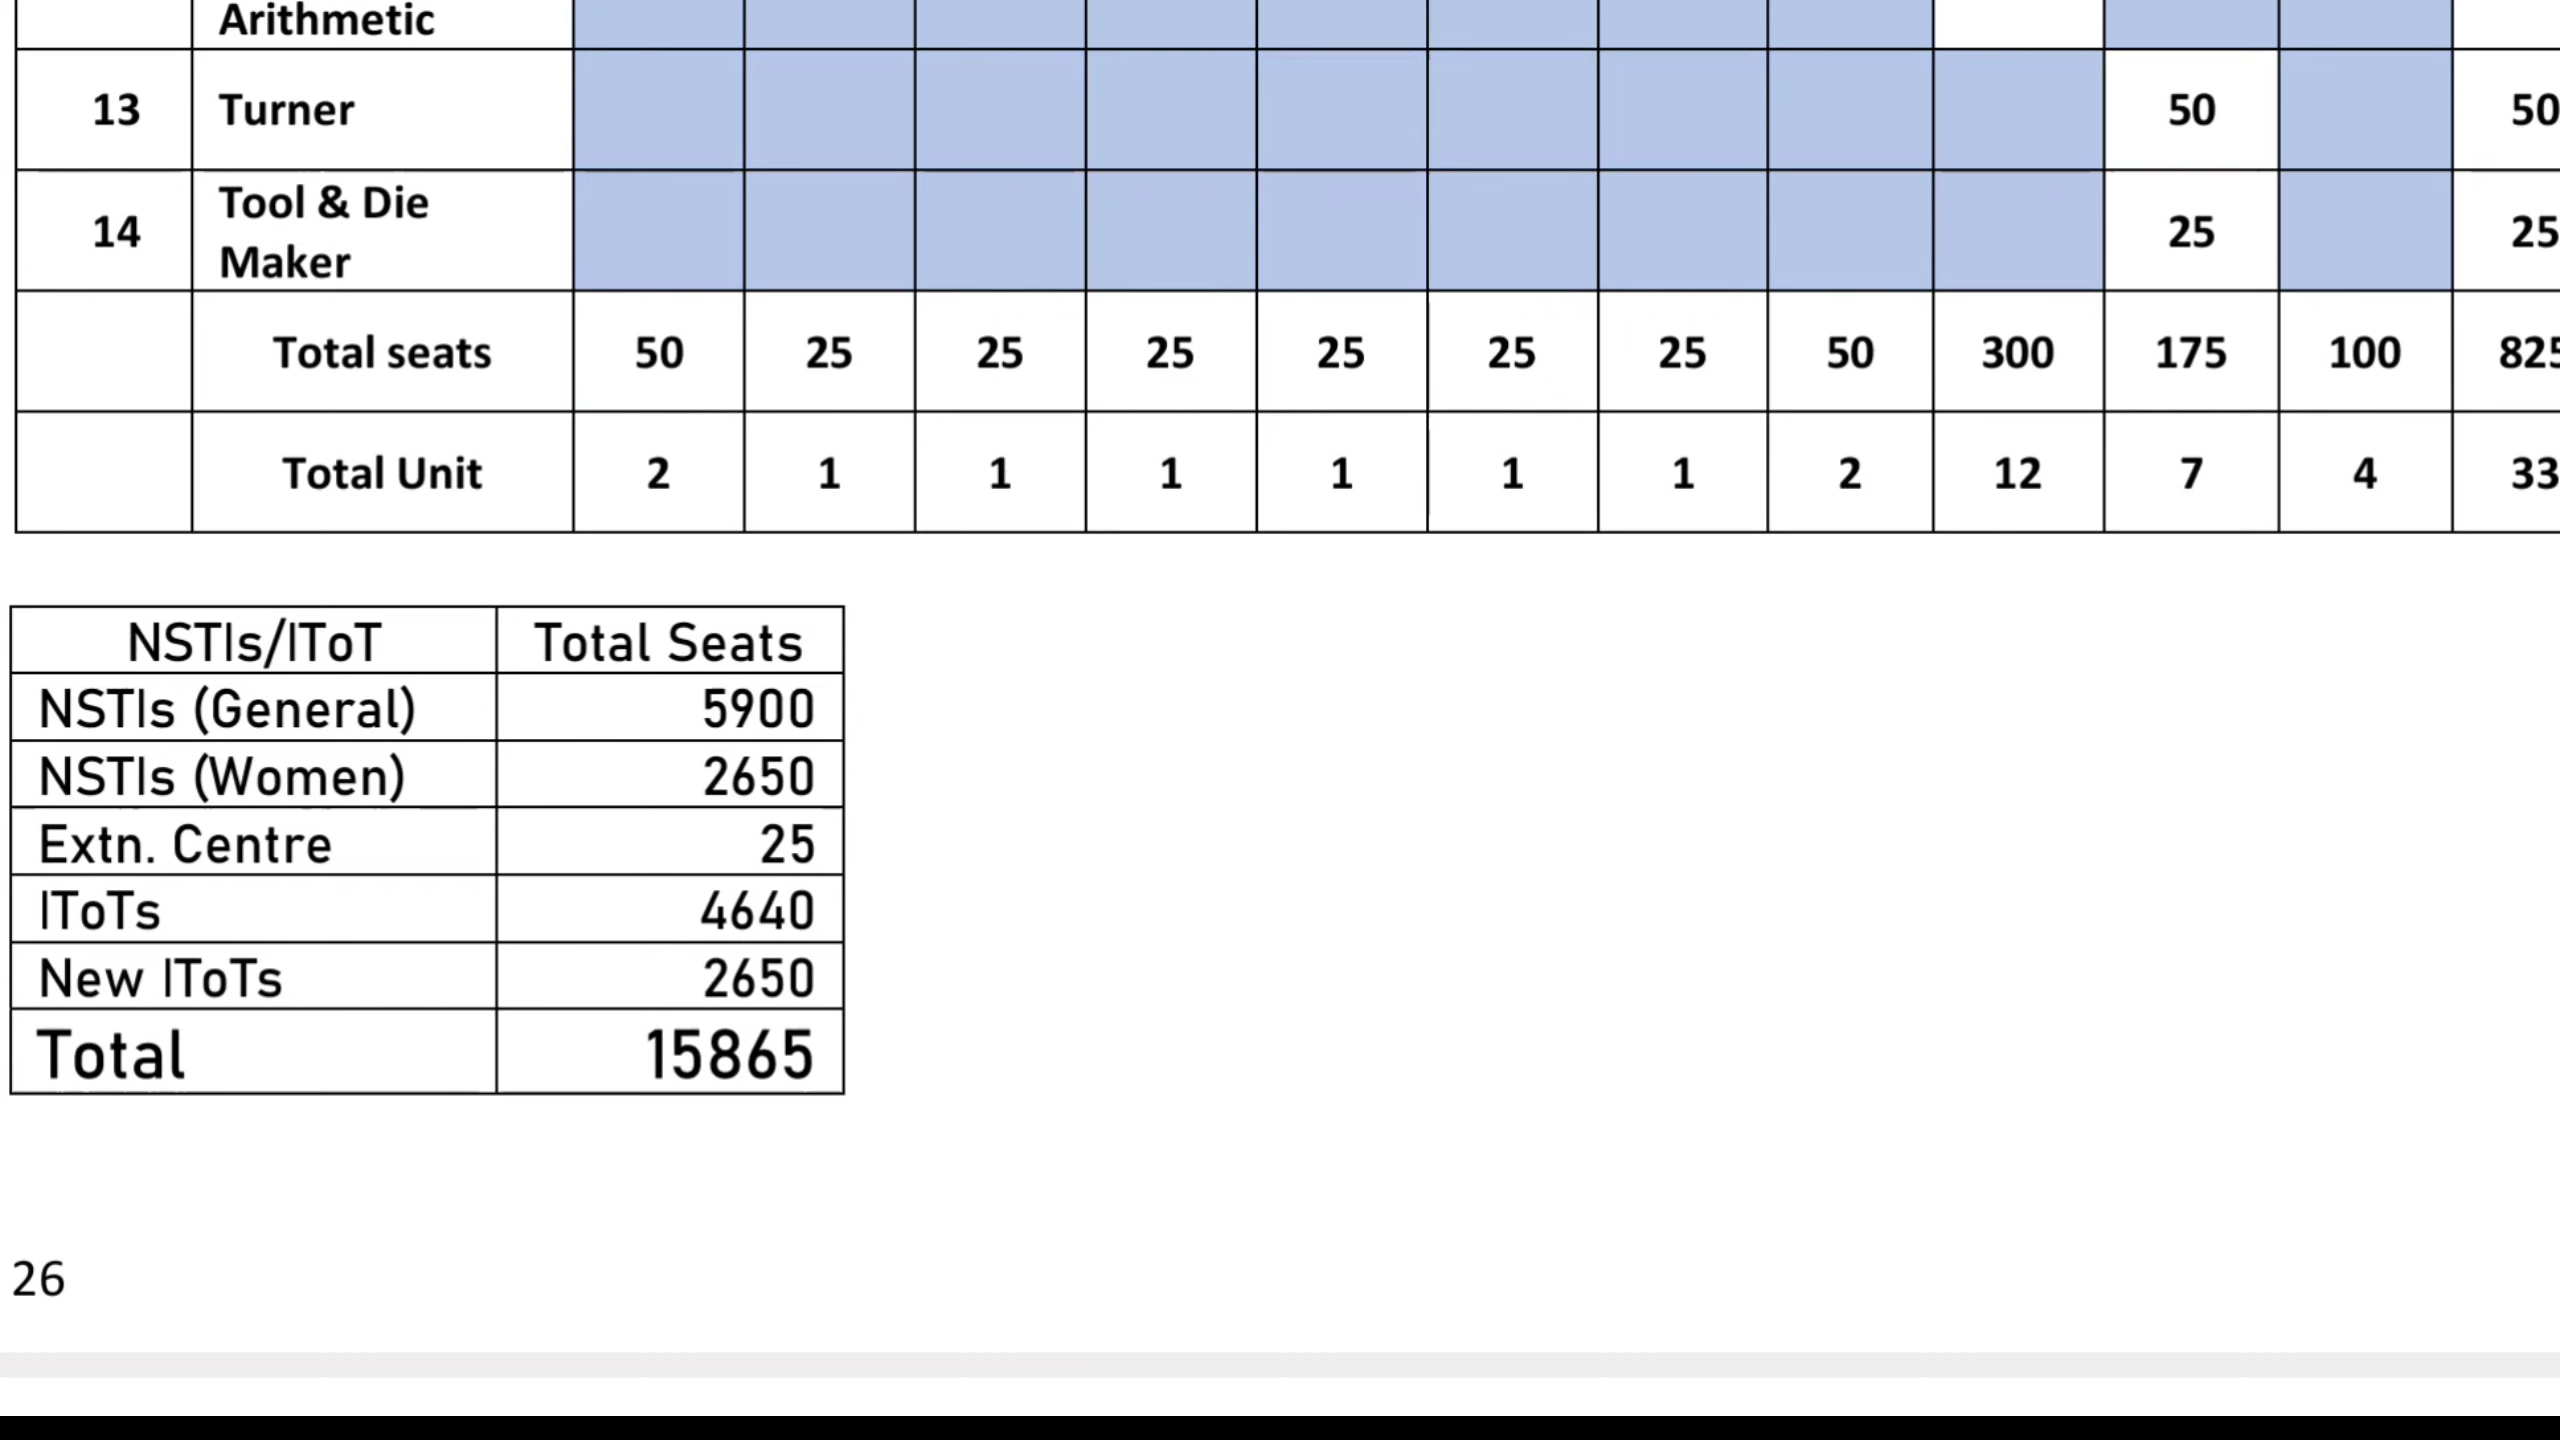 Arithmetic
13 Turner 50 50
14 Tool & Die Maker 25 25
Total seats 50 25 25 25 25 25 25 50 300 175 100 825
Total Unit 2 1 1 1 1 1 1 2 12 7 4 33
NSTIs/IToT Total Seats
NSTIs (General) 5900
NSTIs (Women) 2650
Extn. Centre 25
IToTs 4640
New IToTs 2650
Total 15865
26